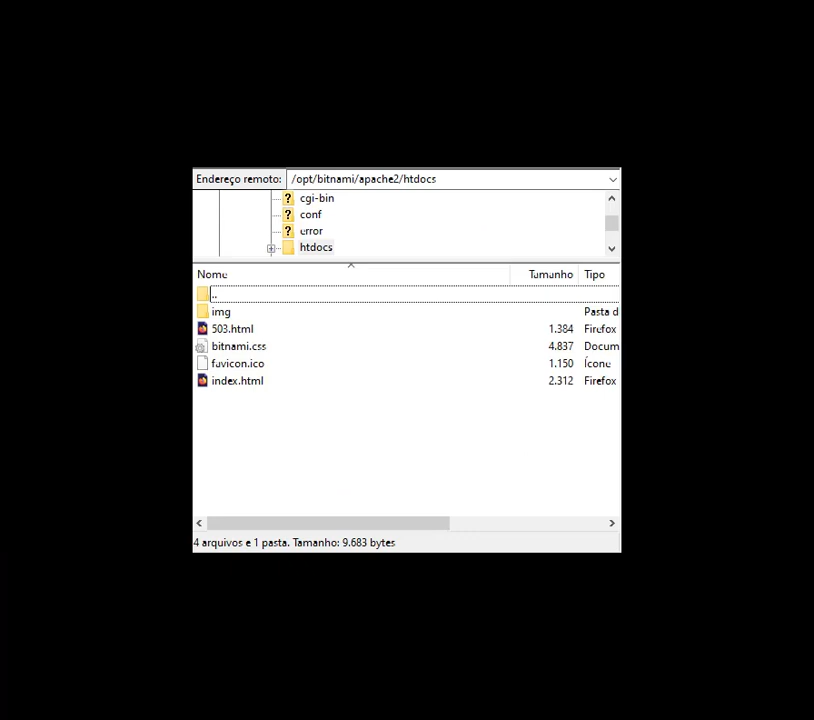 Endereço remoto: /opt/bitnami/apache2/htdocs
? cgi-bin
? conf
? error
htdocs
Nome Tamanho Tipo
..
img Pasta d
503.html 1.384 Firefox
bitnami.css 4.837 Docum
favicon.ico 1.150 Ícone
index.html 2.312 Firefox
4 arquivos e 1 pasta. Tamanho: 9.683 bytes